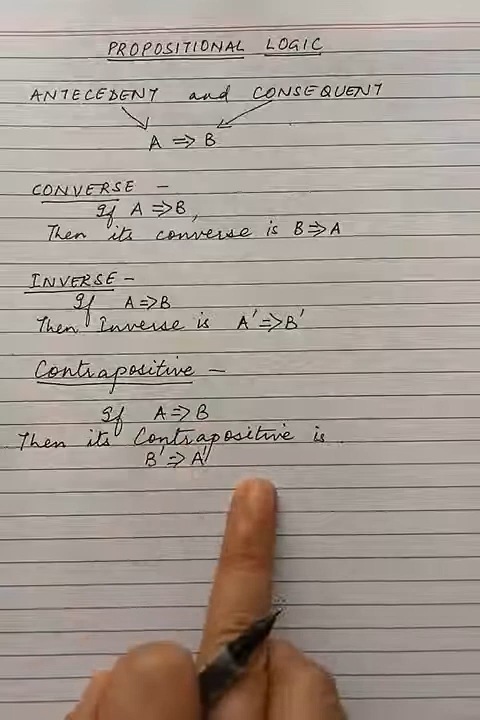 PROPOSITIONAL LOGIC
ANTECEDENT and CONSEQUENT
A ⇒ B
CONVERSE –
If A ⇒ B,
Then its converse is B ⇒ A
INVERSE –
If A ⇒ B
Then Inverse is A' ⇒ B'
Contrapositive –
If A ⇒ B
Then its Contrapositive is
B' ⇒ A'